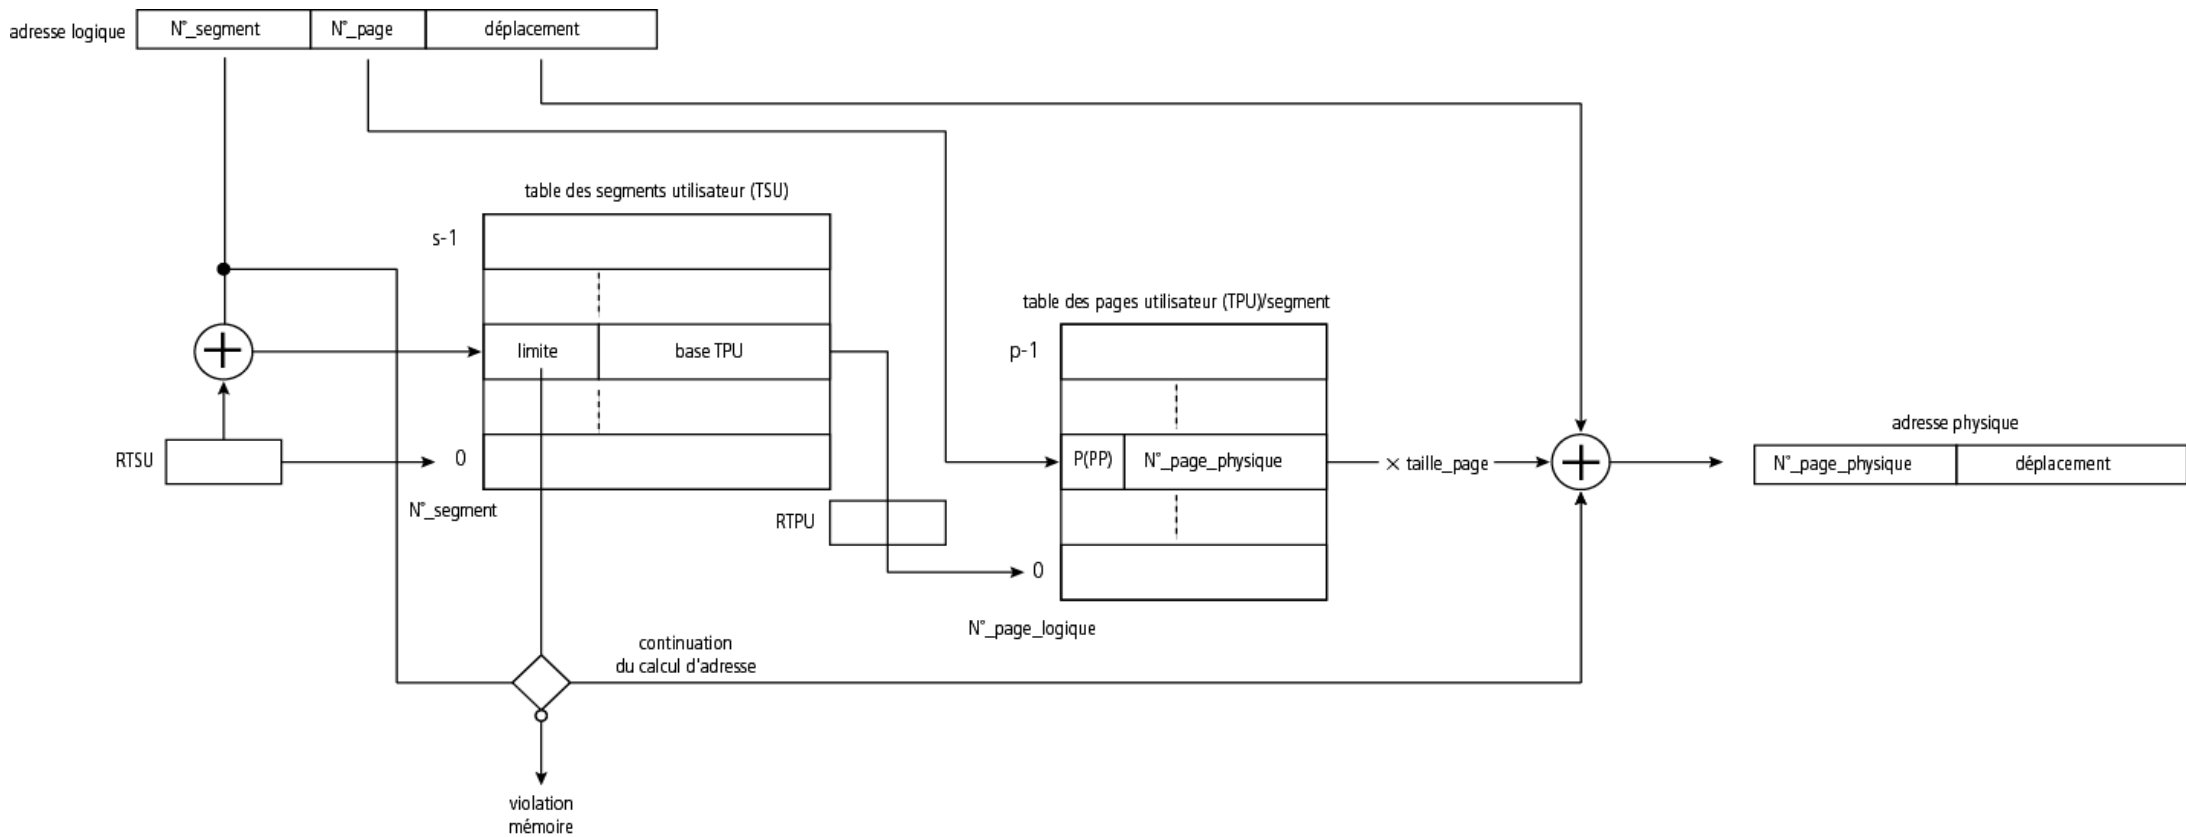 adresse logique
N°_segment
N°_page
déplacement
table des segments utilisateur (TSU)
s-1
table des pages utilisateur (TPU)/segment
limite
base TPU
p-1
adresse physique
RTSU
0
P(PP)
N°_page_physique
× taille_page
N°_page_physique
déplacement
N°_segment
RTPU
0
N°_page_logique
continuation
du calcul d'adresse
violation
mémoire